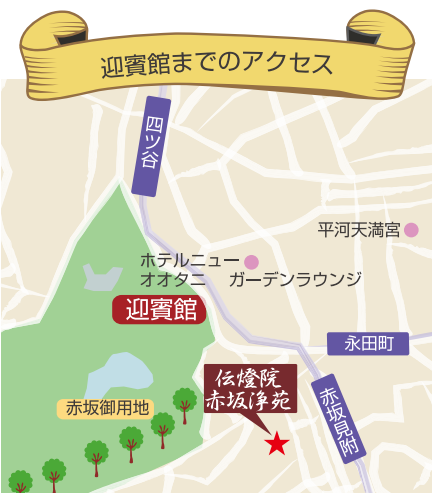 迎賓館までのアクセス
四ツ谷
平河天満宮
ホテルニュー
オオタニ　ガーデンラウンジ
迎賓館
永田町
伝燈院
赤坂浄苑
赤坂見附
赤坂御用地